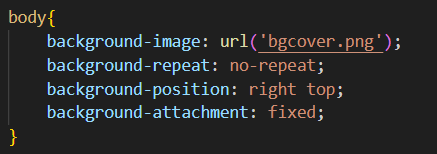 body{
    background-image: url('bgcover.png');
    background-repeat: no-repeat;
    background-position: right top;
    background-attachment: fixed;
}